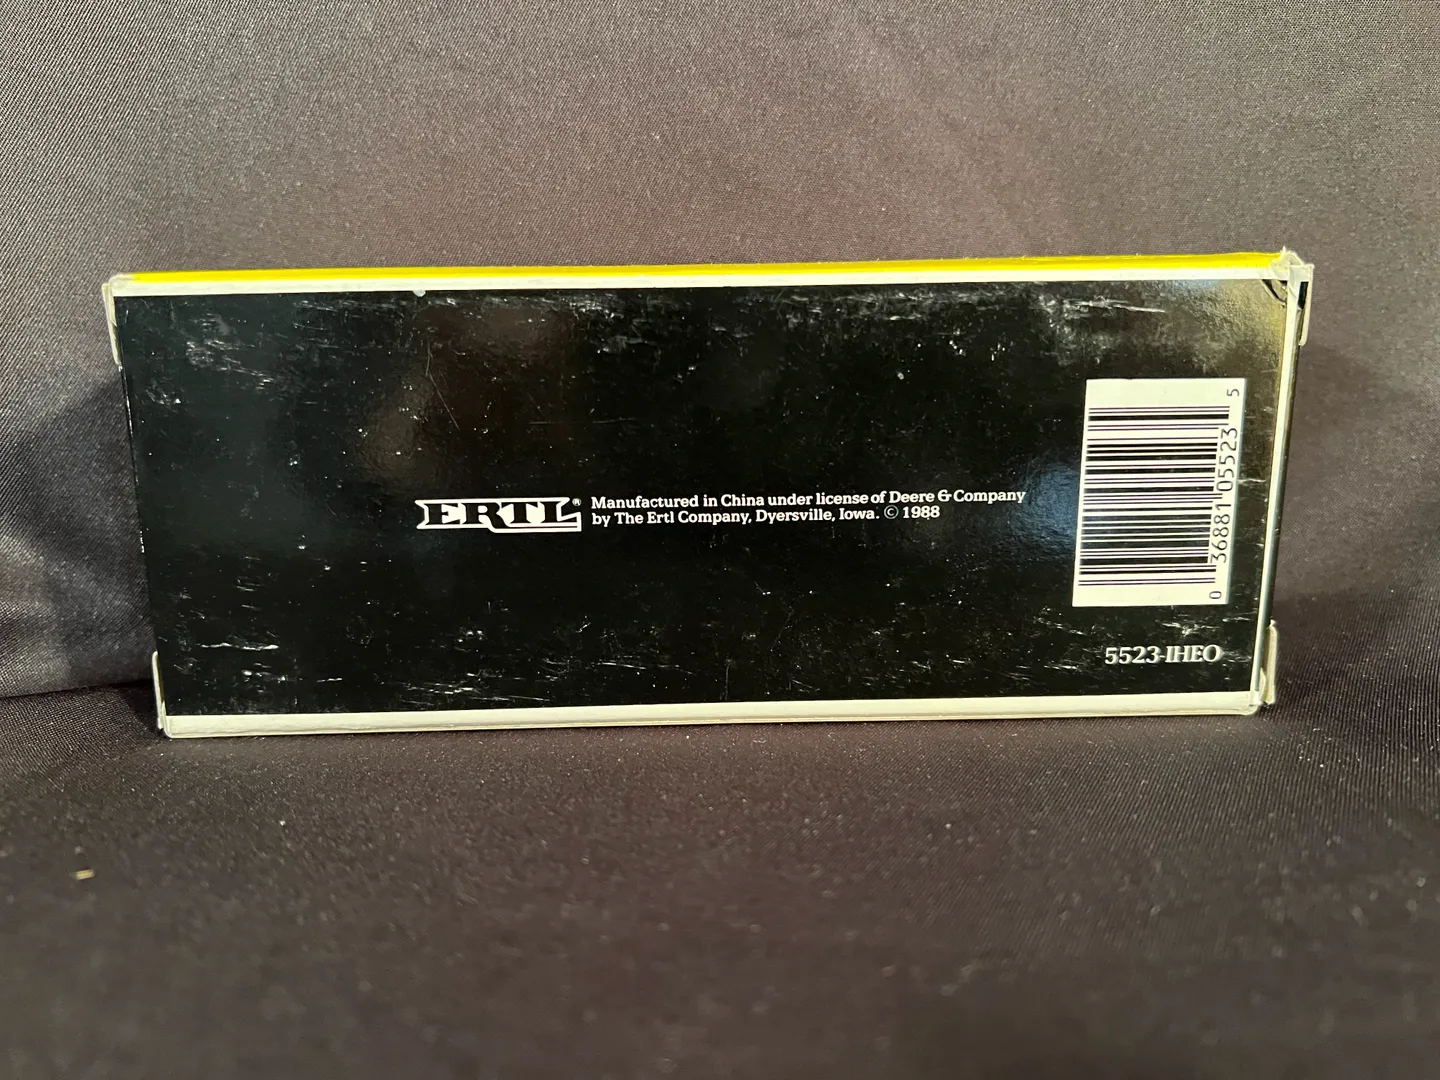 ERTL®
Manufactured in China under license of Deere & Company
by The Ertl Company, Dyersville, Iowa. © 1988
0 36881 05523 5
5523-1HEO